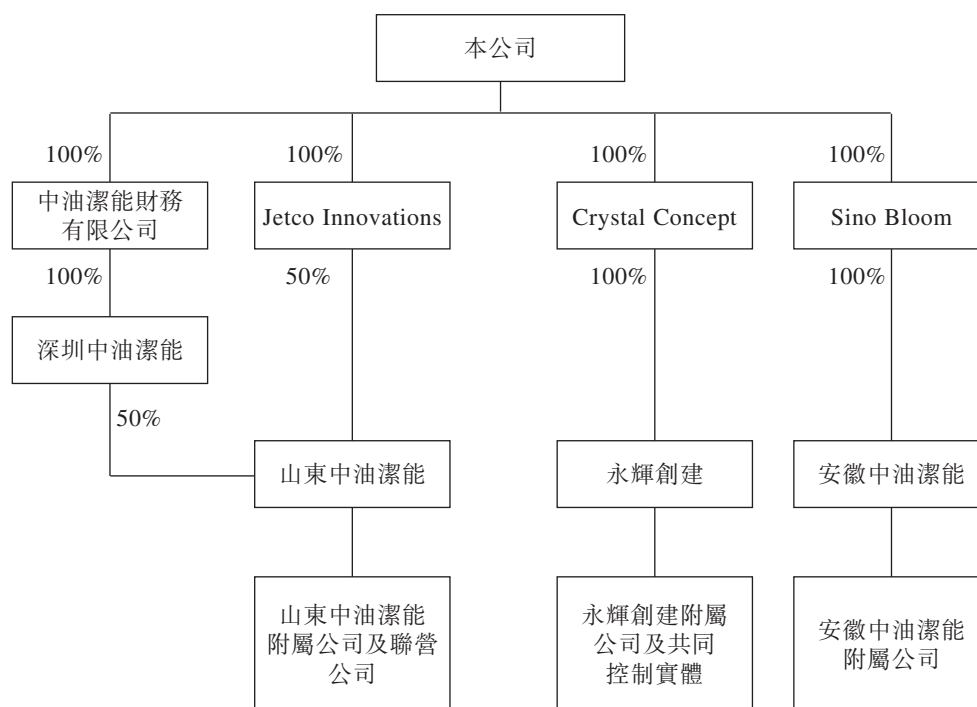 本公司
100%
100%
100%
100%
中油潔能財務
有限公司
Jetco Innovations
Crystal Concept
Sino Bloom
100%
50%
100%
100%
深圳中油潔能
50%
山東中油潔能
永輝創建
安徽中油潔能
山東中油潔能
附屬公司及聯營
公司
永輝創建附屬
公司及共同
控制實體
安徽中油潔能
附屬公司